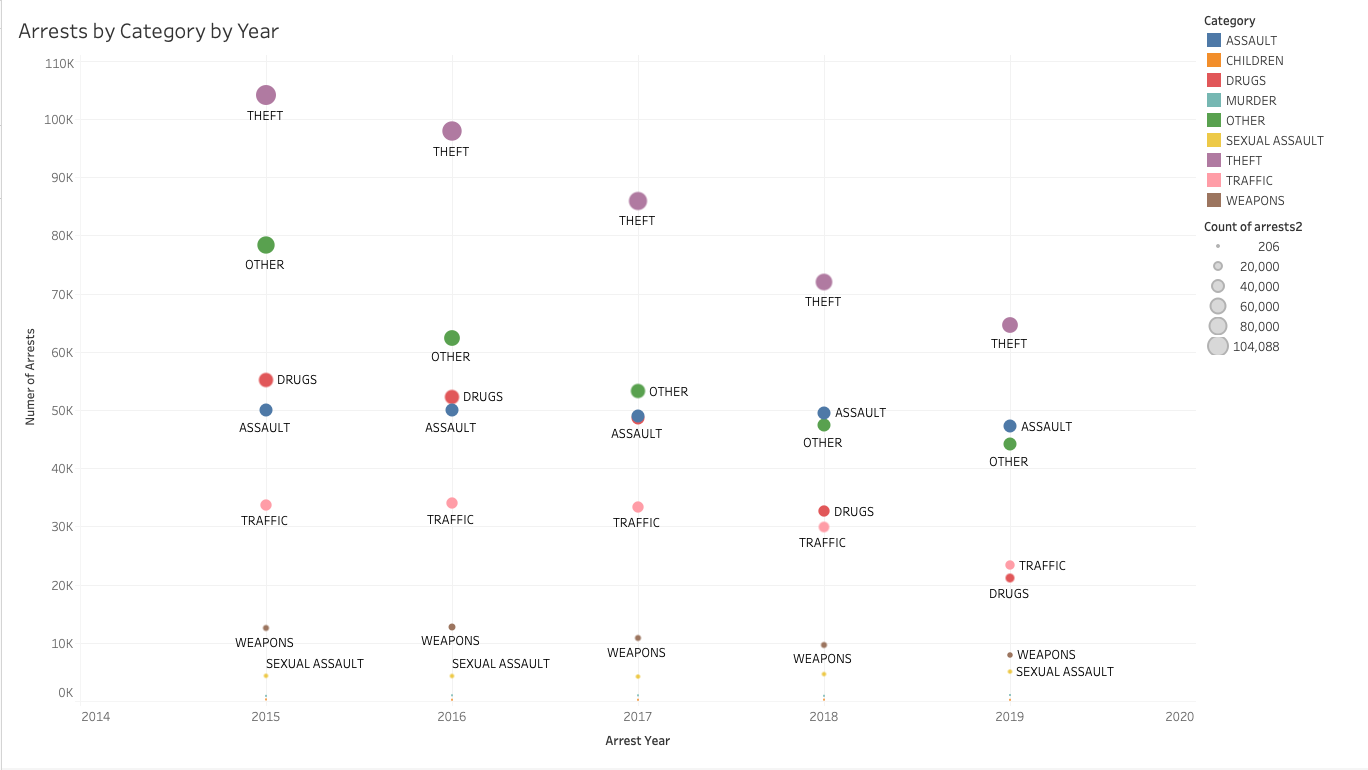 Arrests by Category by Year
110K
100K
90K
80K
70K
60K
50K
40K
30K
20K
10K
0K
Numer of Arrests
THEFT
THEFT
THEFT
THEFT
THEFT
OTHER
OTHER
DRUGS
DRUGS
OTHER
ASSAULT
ASSAULT
ASSAULT
ASSAULT
OTHER
ASSAULT
OTHER
TRAFFIC
TRAFFIC
TRAFFIC
DRUGS
TRAFFIC
TRAFFIC
DRUGS
WEAPONS
WEAPONS
WEAPONS
WEAPONS
WEAPONS
SEXUAL ASSAULT
SEXUAL ASSAULT
SEXUAL ASSAULT
2014
2015
2016
2017
2018
2019
2020
Arrest Year
Category
ASSAULT
CHILDREN
DRUGS
MURDER
OTHER
SEXUAL ASSAULT
THEFT
TRAFFIC
WEAPONS
Count of arrests2
206
20,000
40,000
60,000
80,000
104,088